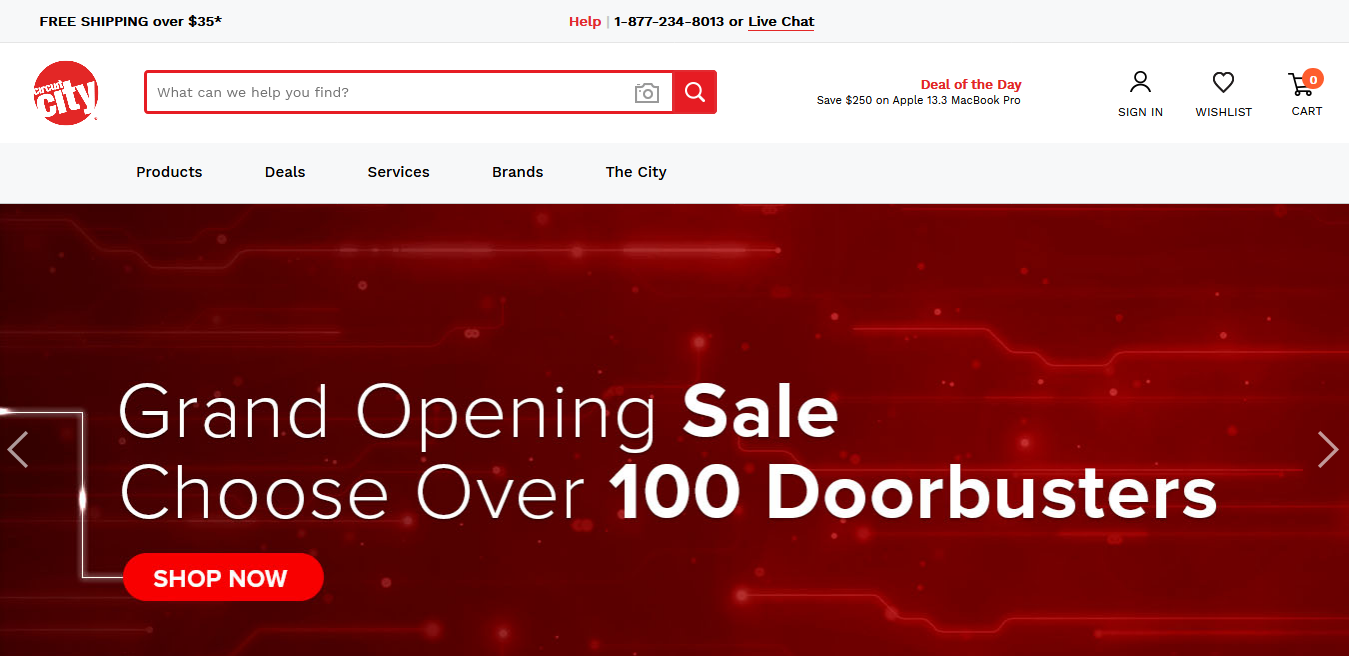 FREE SHIPPING over $35*
Help | 1-877-234-8013 or Live Chat
circuit
city
What can we help you find?
Deal of the Day
Save $250 on Apple 13.3 MacBook Pro
SIGN IN
WISHLIST
0
CART
Products Deals Services Brands The City
Grand Opening Sale
Choose Over 100 Doorbusters
SHOP NOW